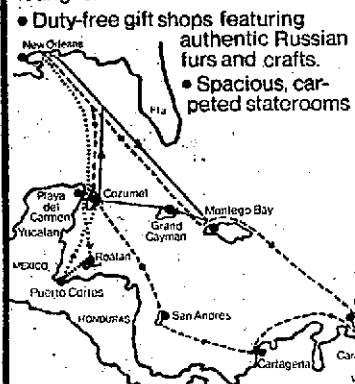 • Duty-free gift shops featuring
authentic Russian
furs and crafts.
• Spacious, car-
peted staterooms
New Orleans
Fla
Playa
del
Carmen
Cozumel
Yucatan
Grand
Cayman
Montego Bay
MEXICO
Roatan
Puerto Cortes
HONDURAS
San Andres
Cartagena